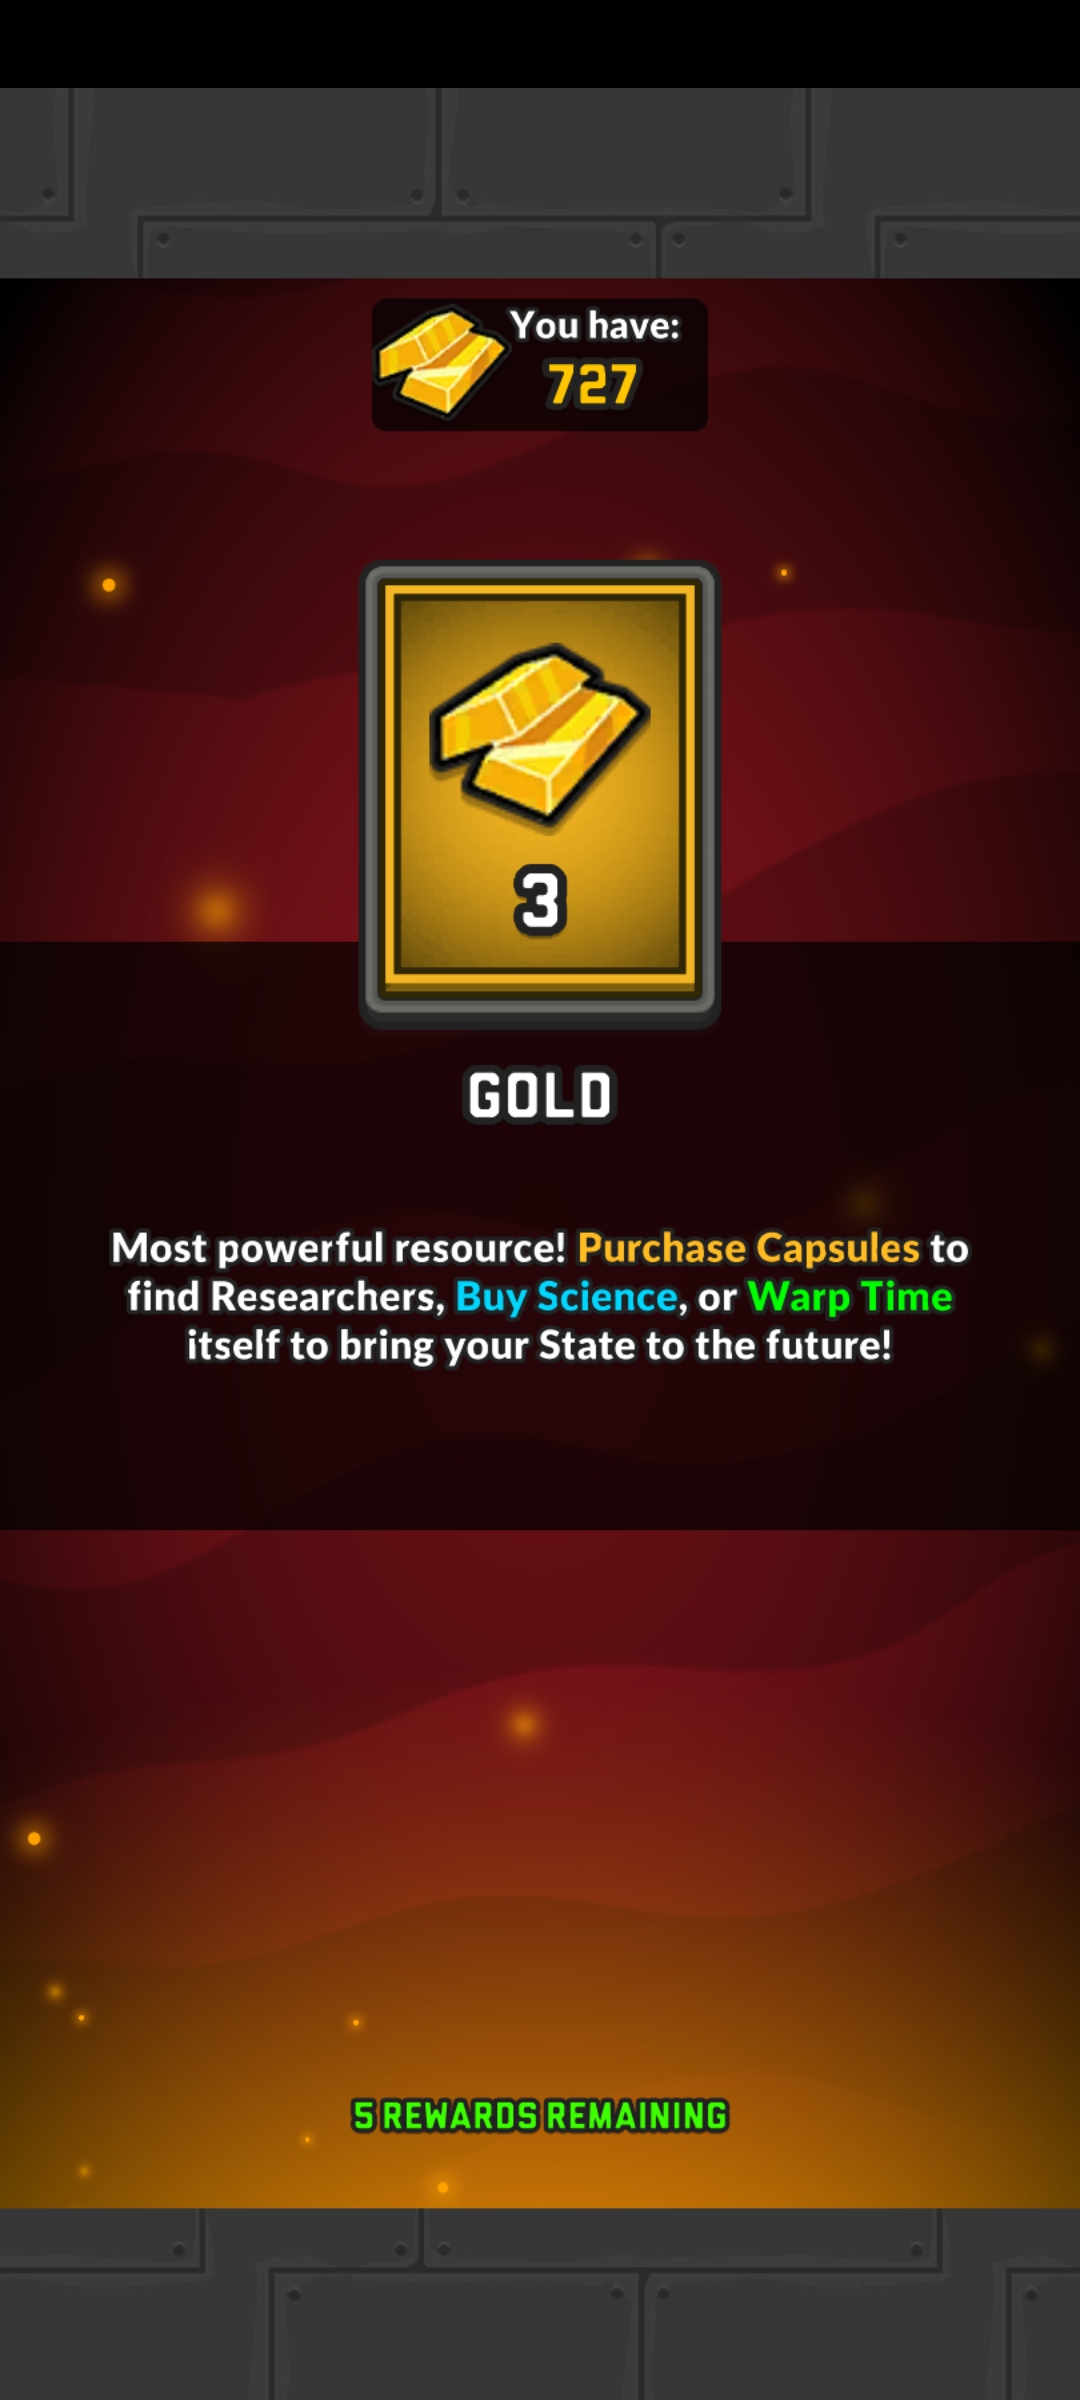 You have:
727
3
GOLD
Most powerful resource! Purchase Capsules to
find Researchers, Buy Science, or Warp Time
itself to bring your State to the future!
5 REWARDS REMAINING